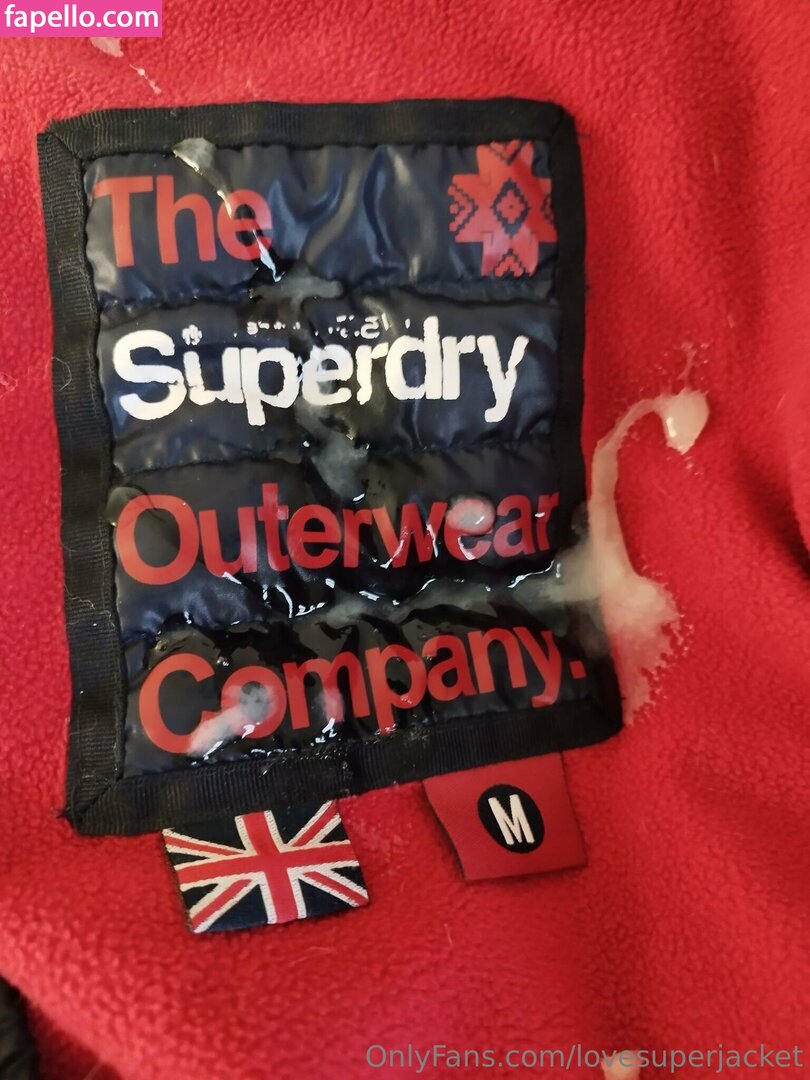 fapello.com
The
Superdry
Outerwear
Company.
M
OnlyFans.com/lovesuperjacket